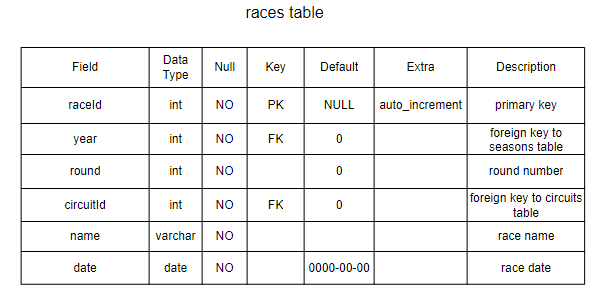 races table
Field Data Type Null Key Default Extra Description
raceId int NO PK NULL auto_increment primary key
year int NO FK 0 foreign key to seasons table
round int NO 0 round number
circuitId int NO FK 0 foreign key to circuits table
name varchar NO race name
date date NO 0000-00-00 race date